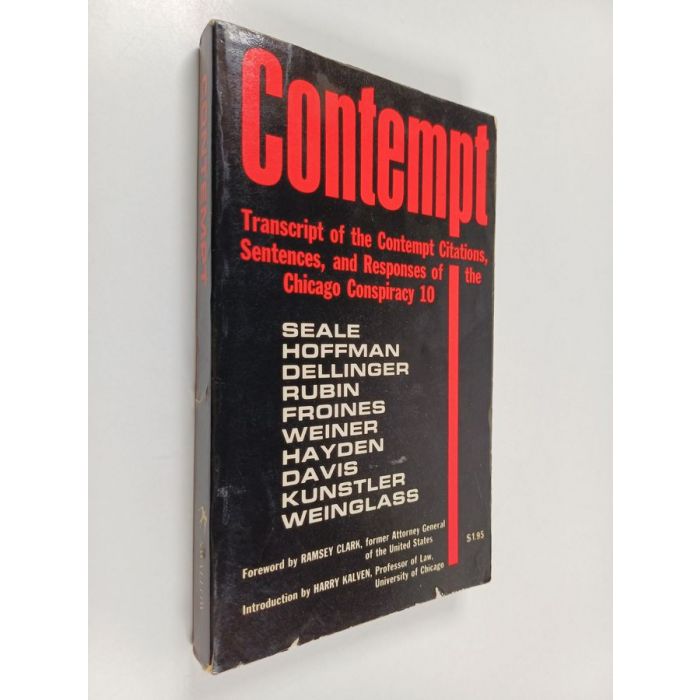 Contempt
Transcript of the Contempt Citations,
Sentences, and Responses of the
Chicago Conspiracy 10
SEALE
HOFFMAN
DELLINGER
RUBIN
FROINES
WEINER
HAYDEN
DAVIS
KUNSTLER
WEINGLASS
Foreword by RAMSEY CLARK, former Attorney General
of the United States
$1.95
Introduction by HARRY KALVEN, Professor of Law,
University of Chicago
CONTEMPT